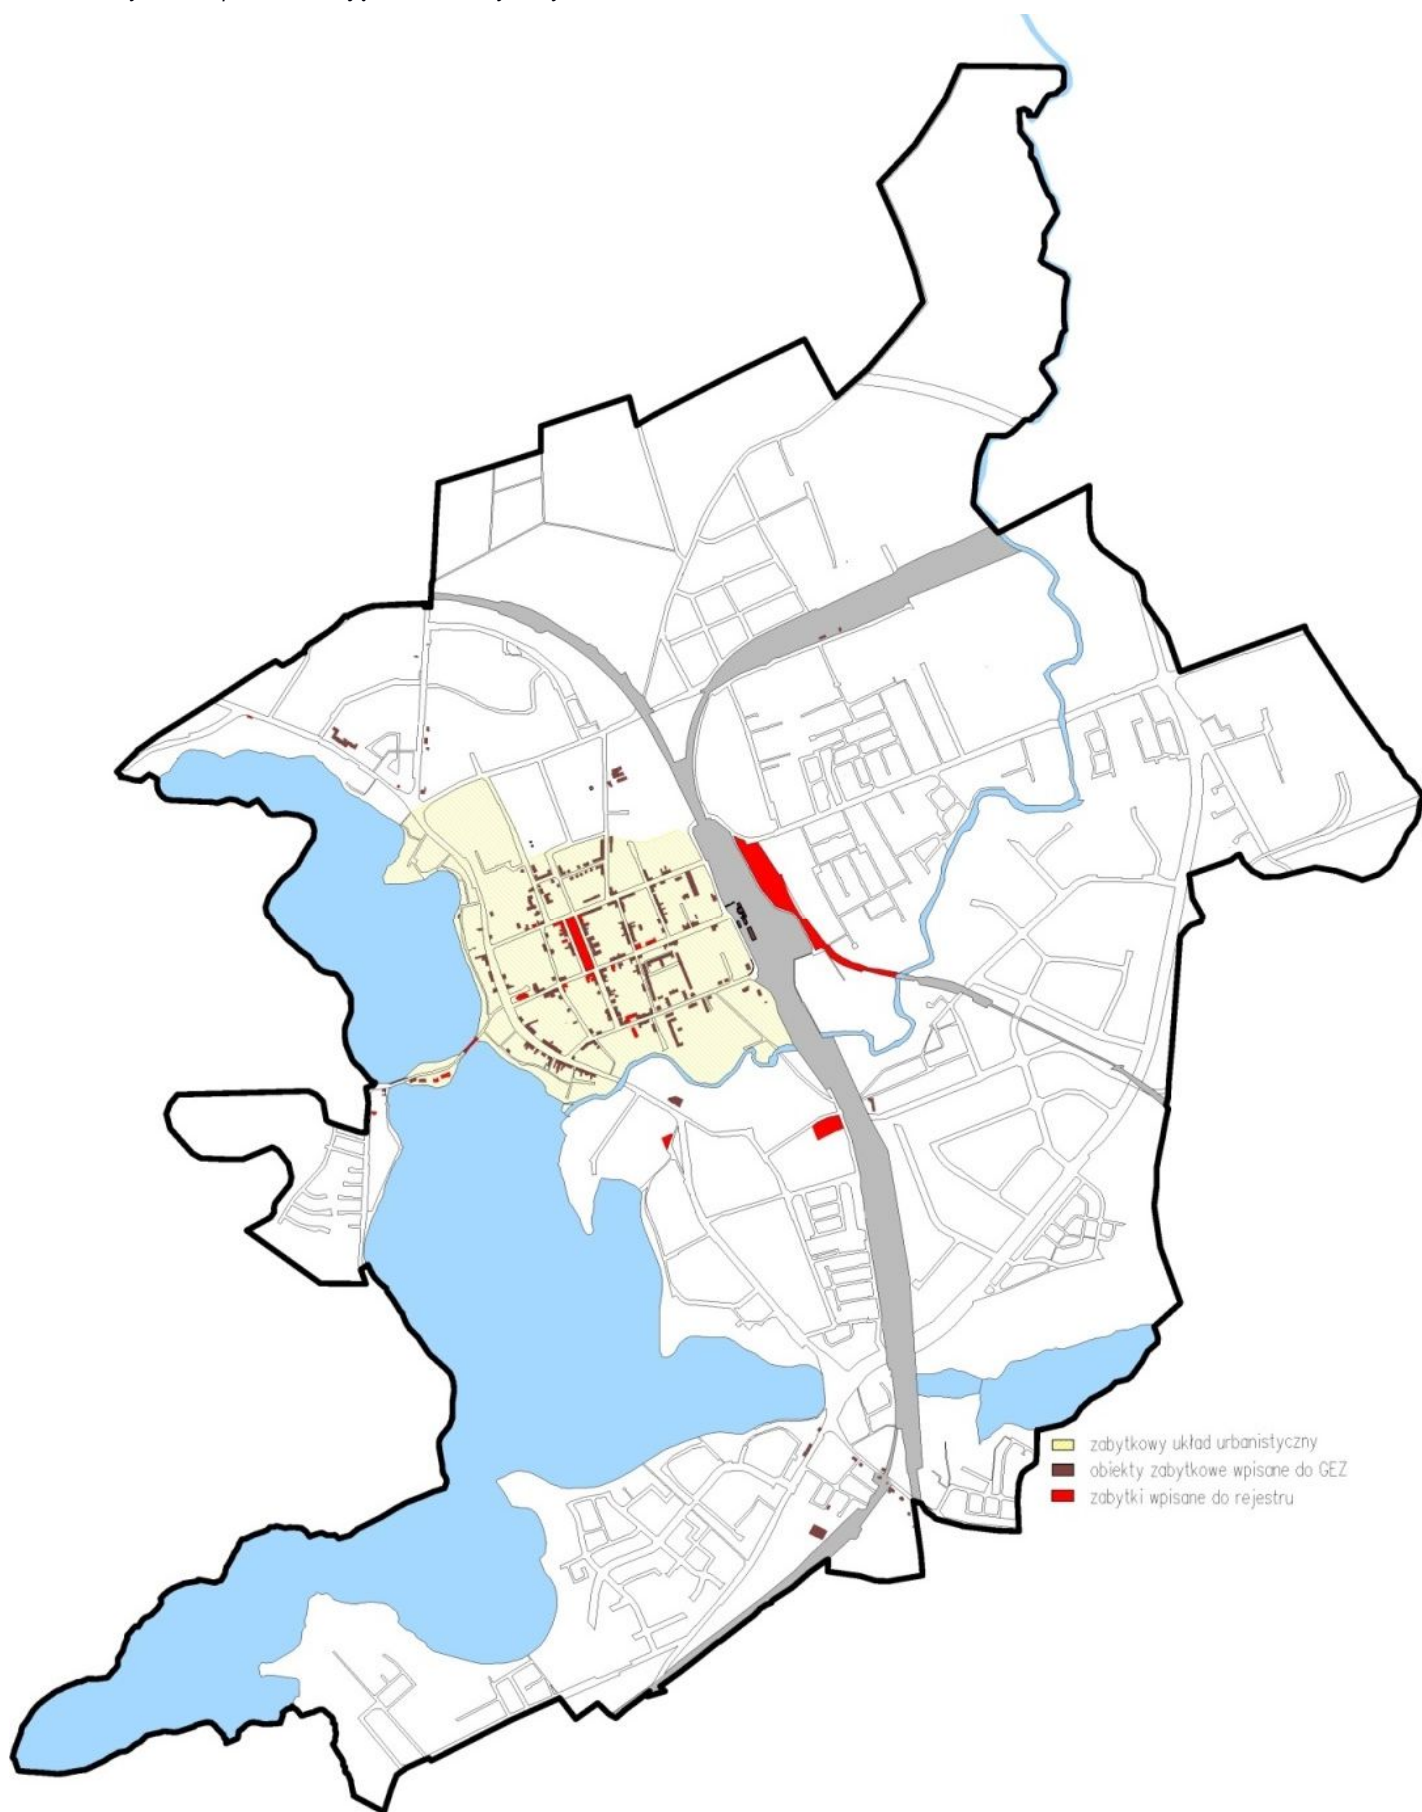 zabytkowy układ urbanistyczny
obiekty zabytkowe wpisane do GEZ
zabytki wpisane do rejestru